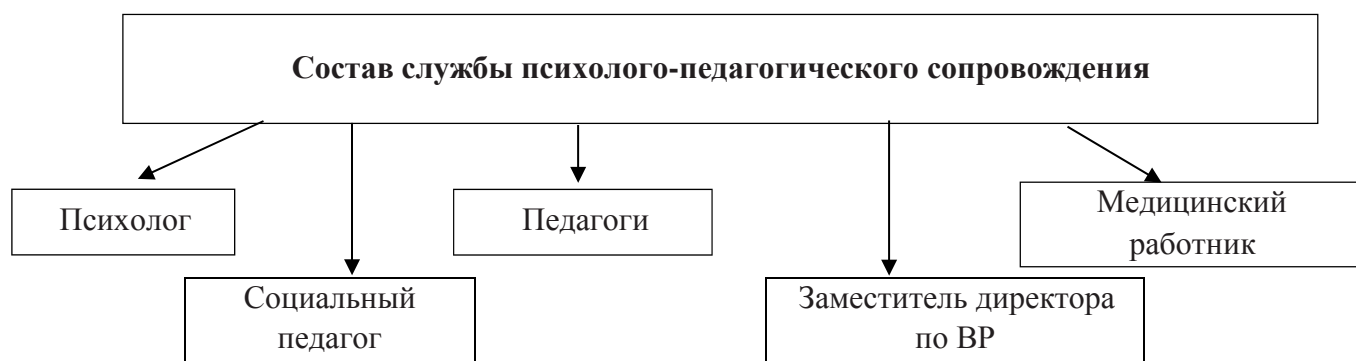 Состав службы психолого-педагогического сопровождения
Психолог
Педагоги
Медицинский
работник
Социальный
педагог
Заместитель директора
по ВР